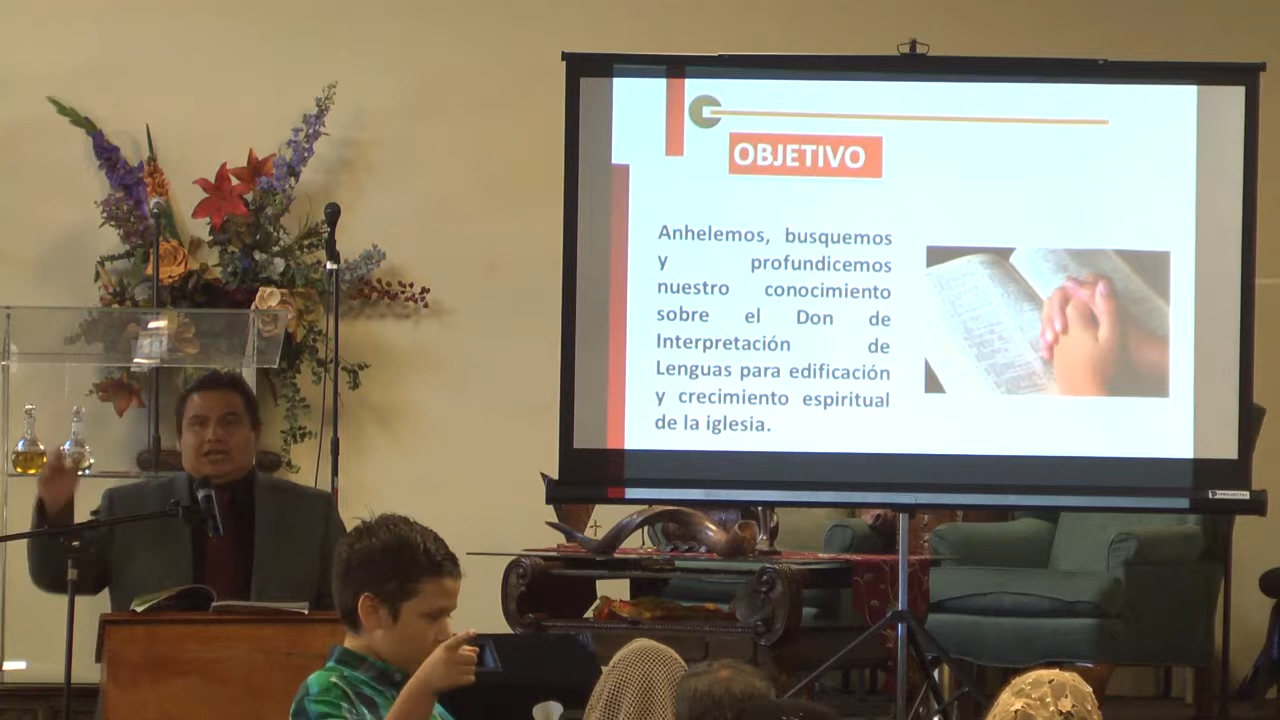 OBJETIVO
Anhelemos, busquemos
y profundicemos
nuestro conocimiento
sobre el Don de
Interpretación de
Lenguas para edificación
y crecimiento espiritual
de la iglesia.